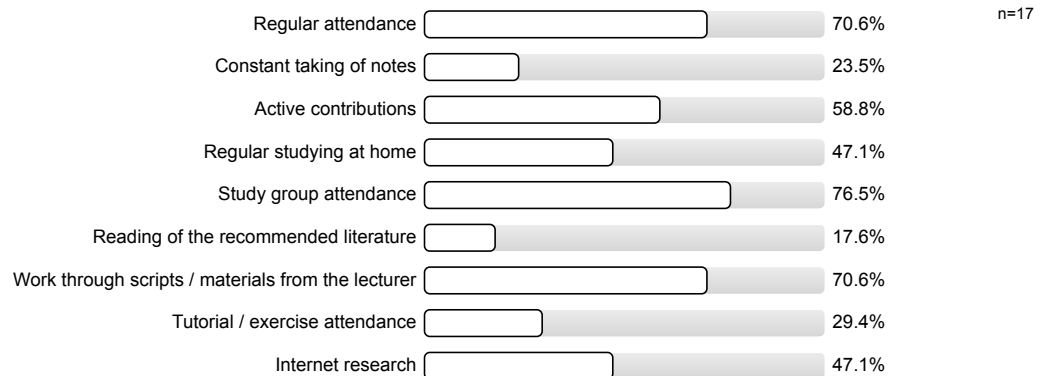 Regular attendance 70.6% n=17
Constant taking of notes 23.5%
Active contributions 58.8%
Regular studying at home 47.1%
Study group attendance 76.5%
Reading of the recommended literature 17.6%
Work through scripts / materials from the lecturer 70.6%
Tutorial / exercise attendance 29.4%
Internet research 47.1%